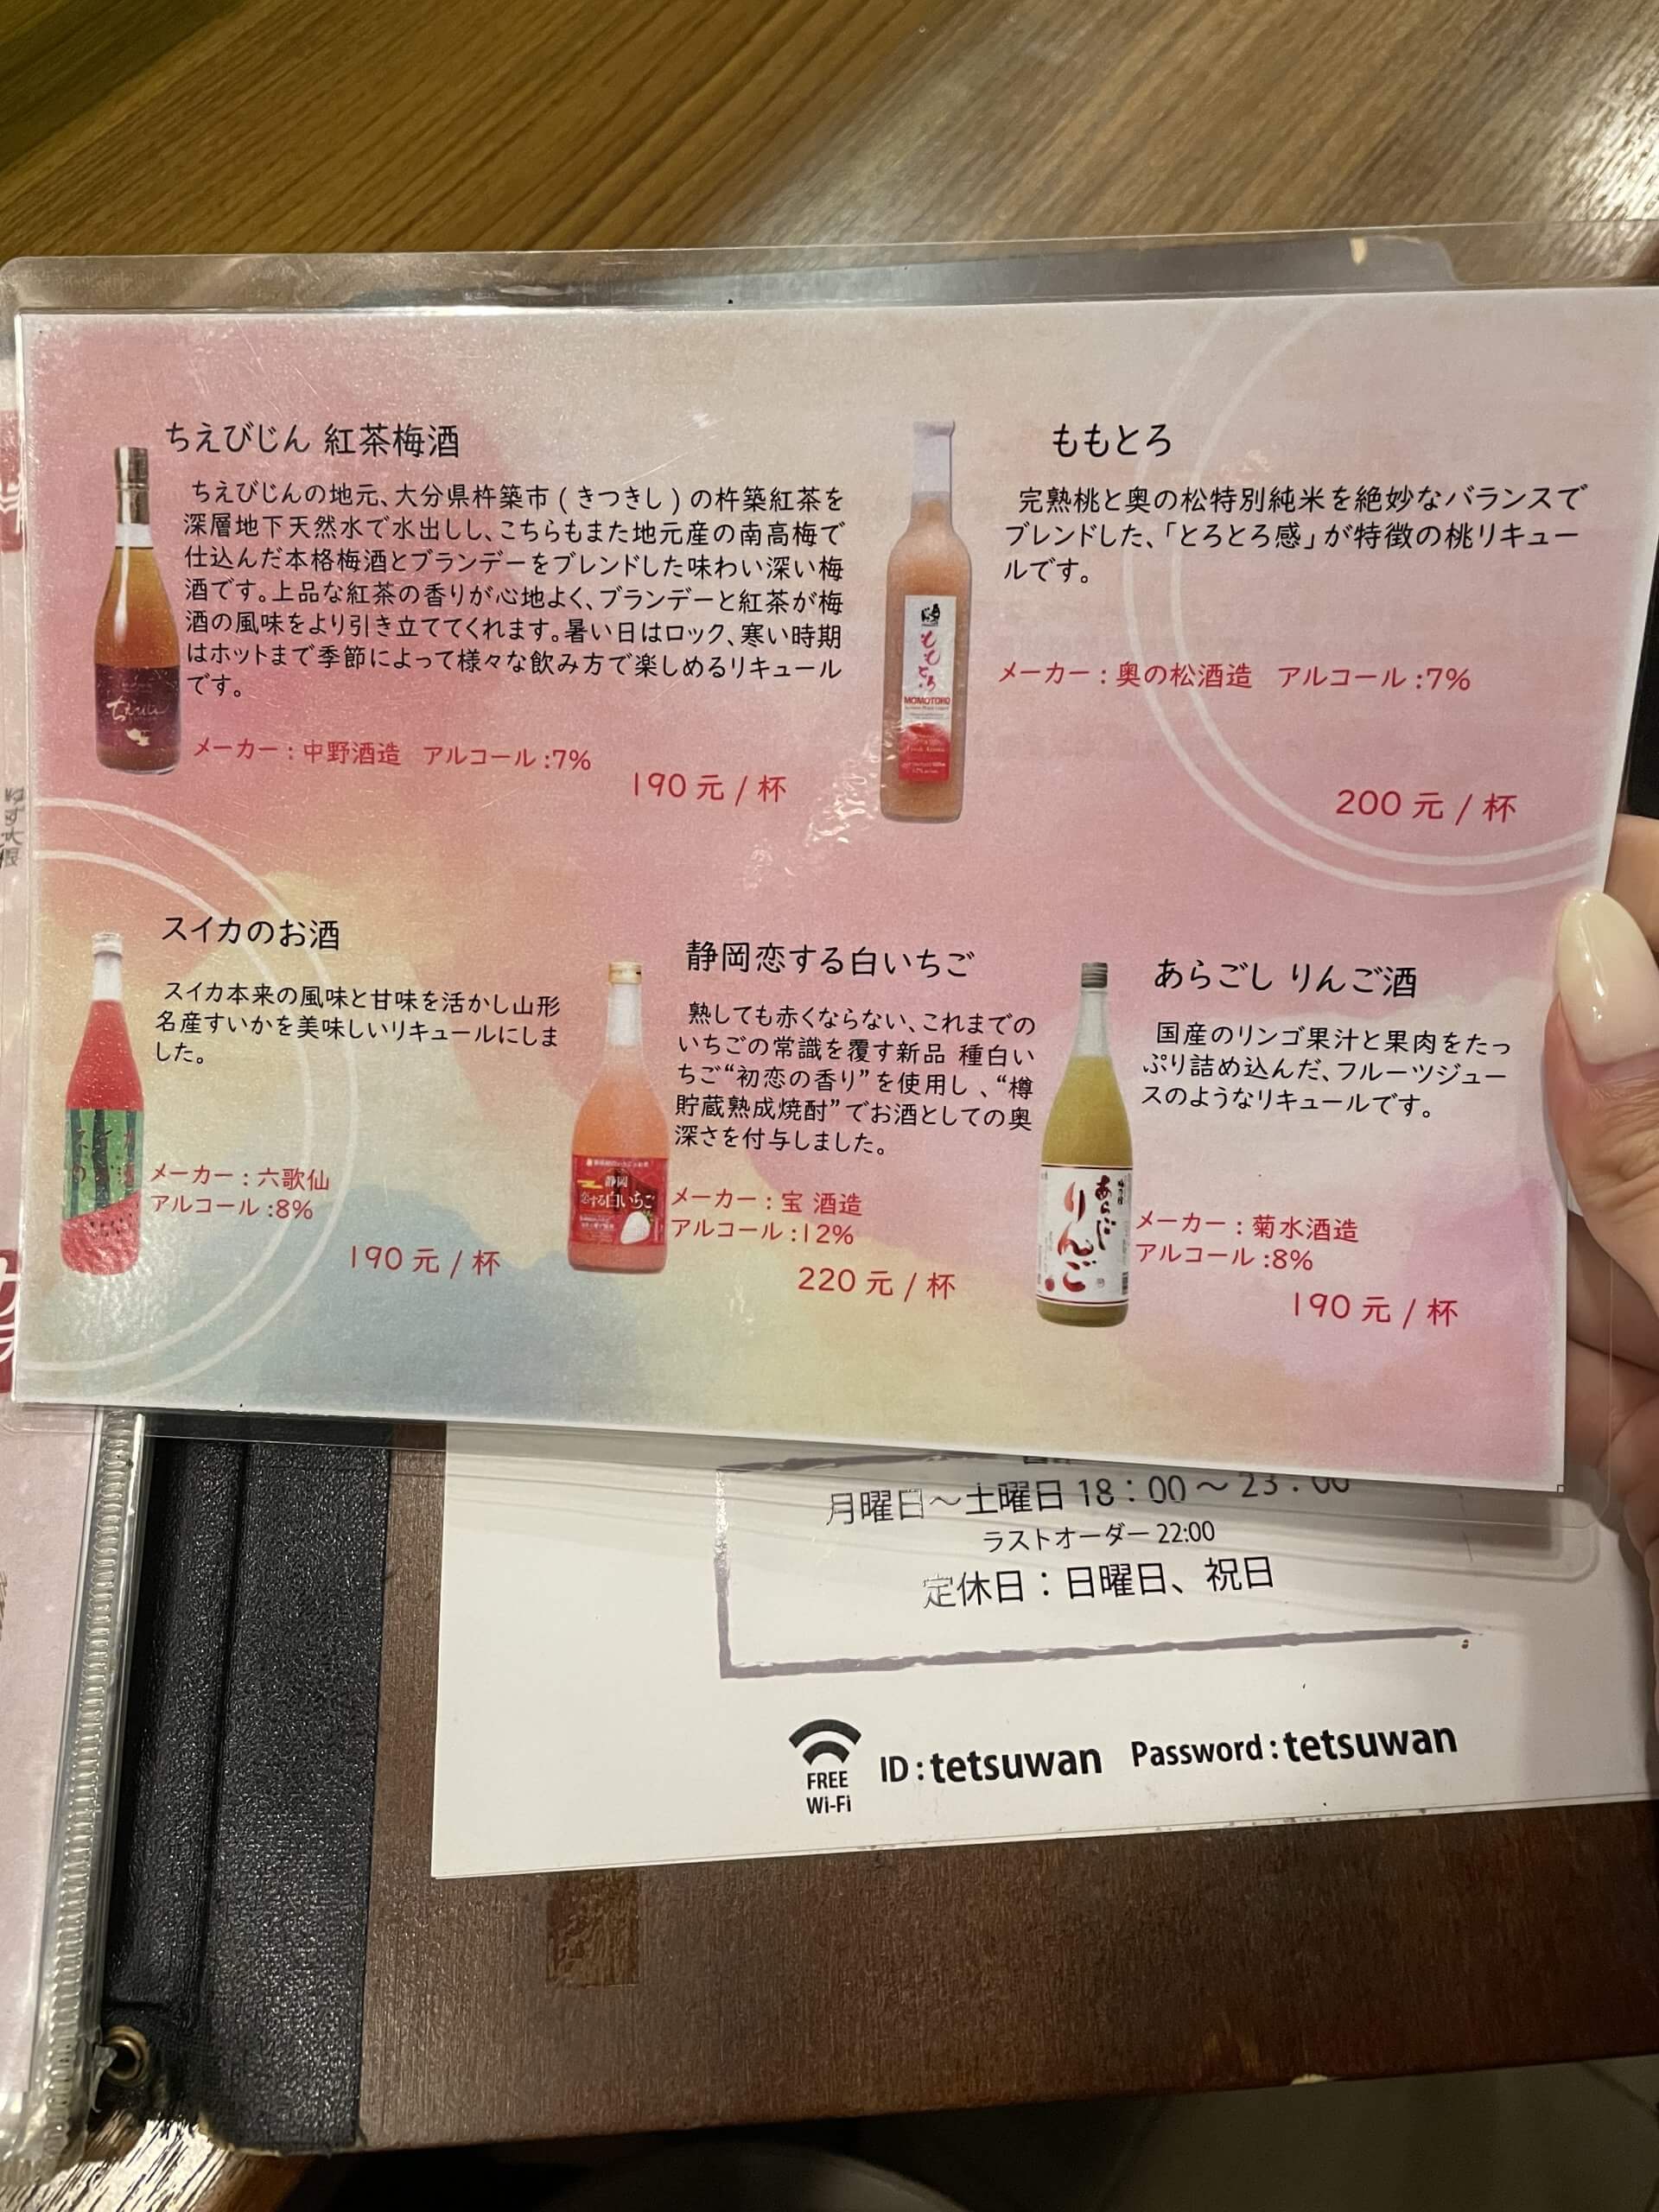 ちえびじん 紅茶梅酒
ちえびじんの地元、大分県杵築市 ( きつきし ) の杵築紅茶を
深層地下天然水で水出しし、こちらもまた地元産の南高梅で
仕込んだ本格梅酒とブランデーをブレンドした味わい深い梅
酒です。上品な紅茶の香りが心地よく、ブランデーと紅茶が梅
酒の風味をより引き立ててくれます。暑い日はロック、寒い時期
はホットまで季節によって様々な飲み方で楽しめるリキュール
です。
メーカー : 中野酒造 アルコール :7%
190 元 / 杯
ももとろ
完熟桃と奥の松特別純米を絶妙なバランスで
ブレンドした、「とろとろ感」が特徴の桃リキュー
ルです。
メーカー : 奥の松酒造 アルコール :7%
200 元 / 杯
ももとろ
MOMOTORO
スイカのお酒
スイカ本来の風味と甘味を活かし山形
名産すいかを美味しいリキュールにしま
した。
メーカー : 六歌仙
アルコール :8%
190 元 / 杯
静岡恋する白いちご
熟しても赤くならない、これまでの
いちごの常識を覆す新品 種白い
ちご“初恋の香り”を使用し 、“樽
貯蔵熟成焼酎”でお酒としての奥
深さを付与しました。
メーカー : 宝 酒造
アルコール :12%
220 元 / 杯
静岡
恋する白いちご
あらごし りんご酒
国産のリンゴ果汁と果肉をたっ
ぷり詰め込んだ、フルーツジュー
スのようなリキュールです。
メーカー : 菊水酒造
アルコール :8%
190 元 / 杯
あらごし
りんご
月曜日〜土曜日 18：00 〜 23：00
ラストオーダー 22:00
定休日：日曜日、祝日
FREE
Wi-Fi
ID : tetsuwan Password : tetsuwan